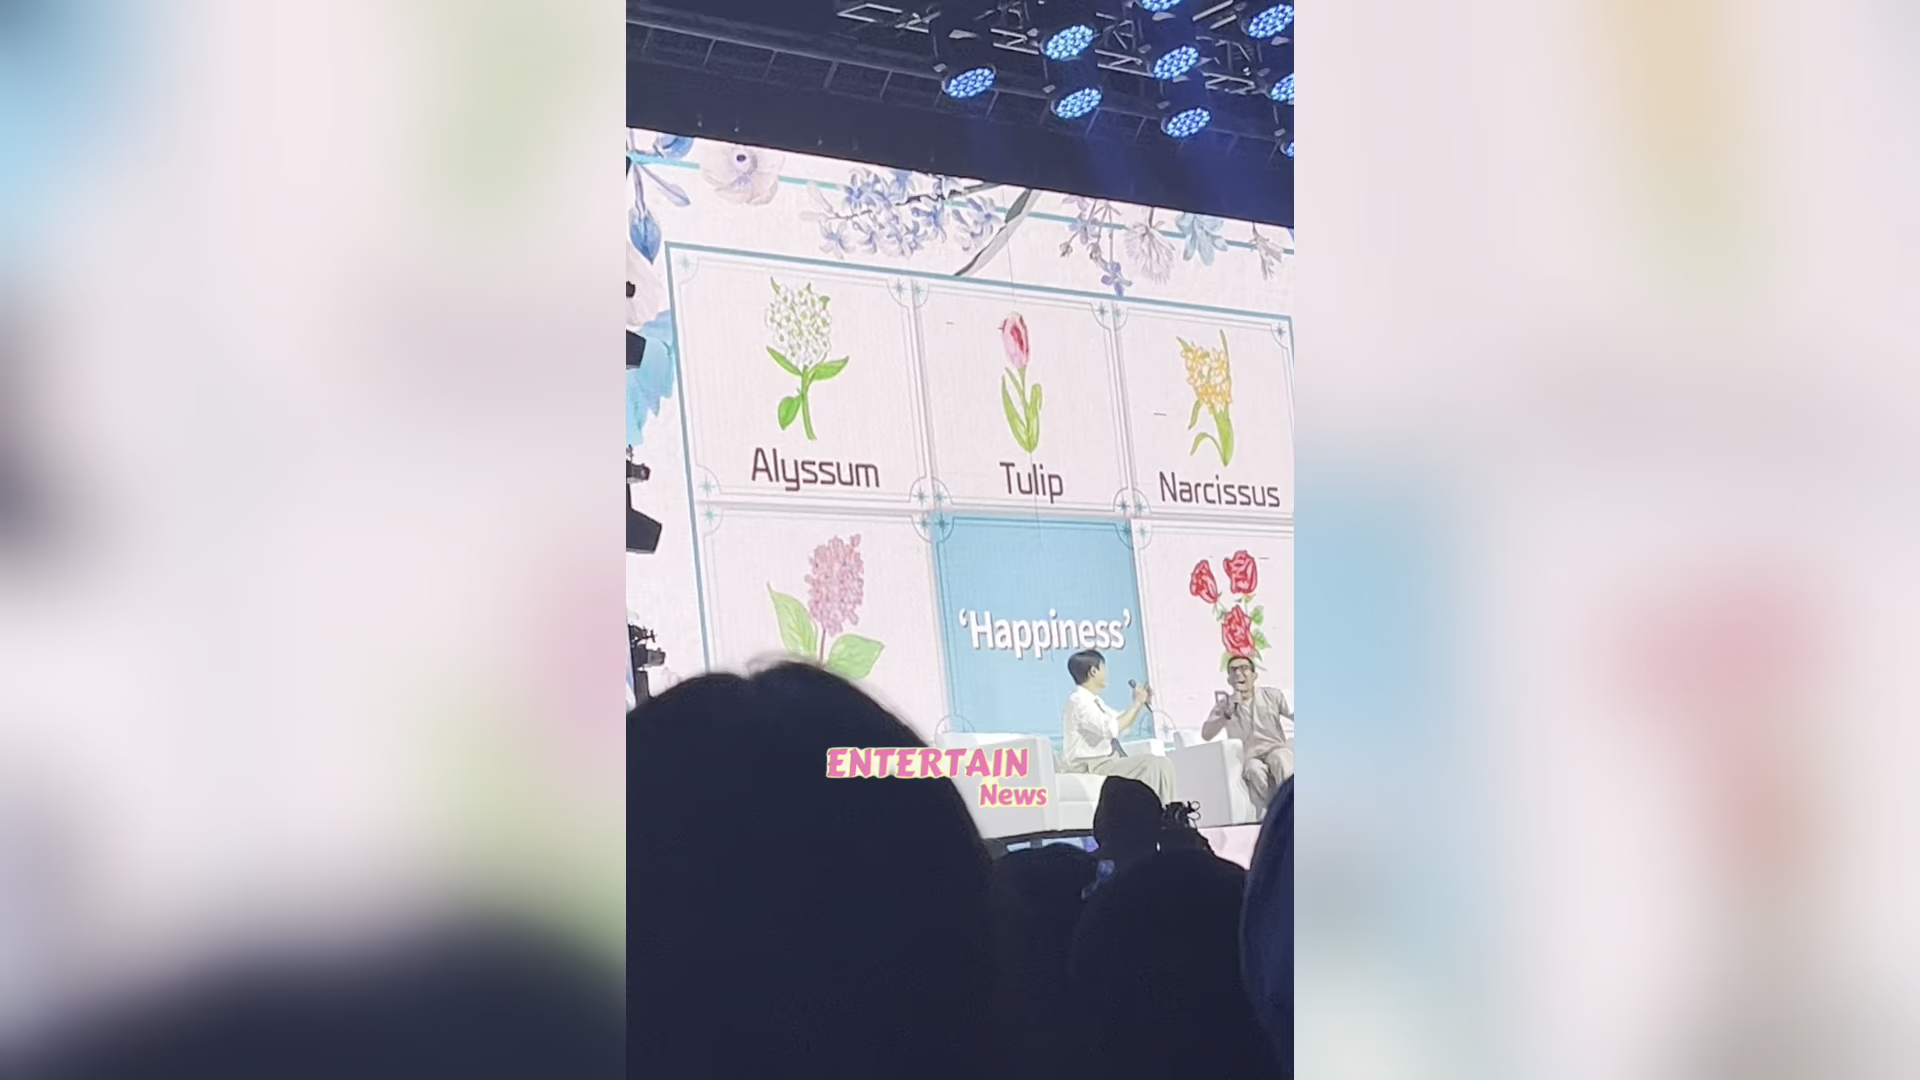 Alyssum
Tulip
Narcissus
'Happiness'
ENTERTAIN
News